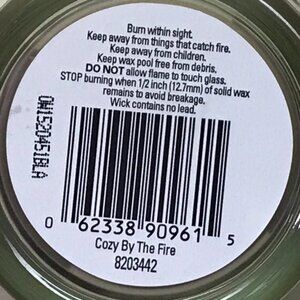 Burn within sight.
Keep away from things that catch fire.
Keep away from children.
Keep wax pool free from debris.
DO NOT allow flame to touch glass.
STOP burning when 1/2 inch (12.7mm) of solid wax
remains to avoid breakage.
Wick contains no lead.
0 62338 90961 5
Cozy By The Fire
8203442